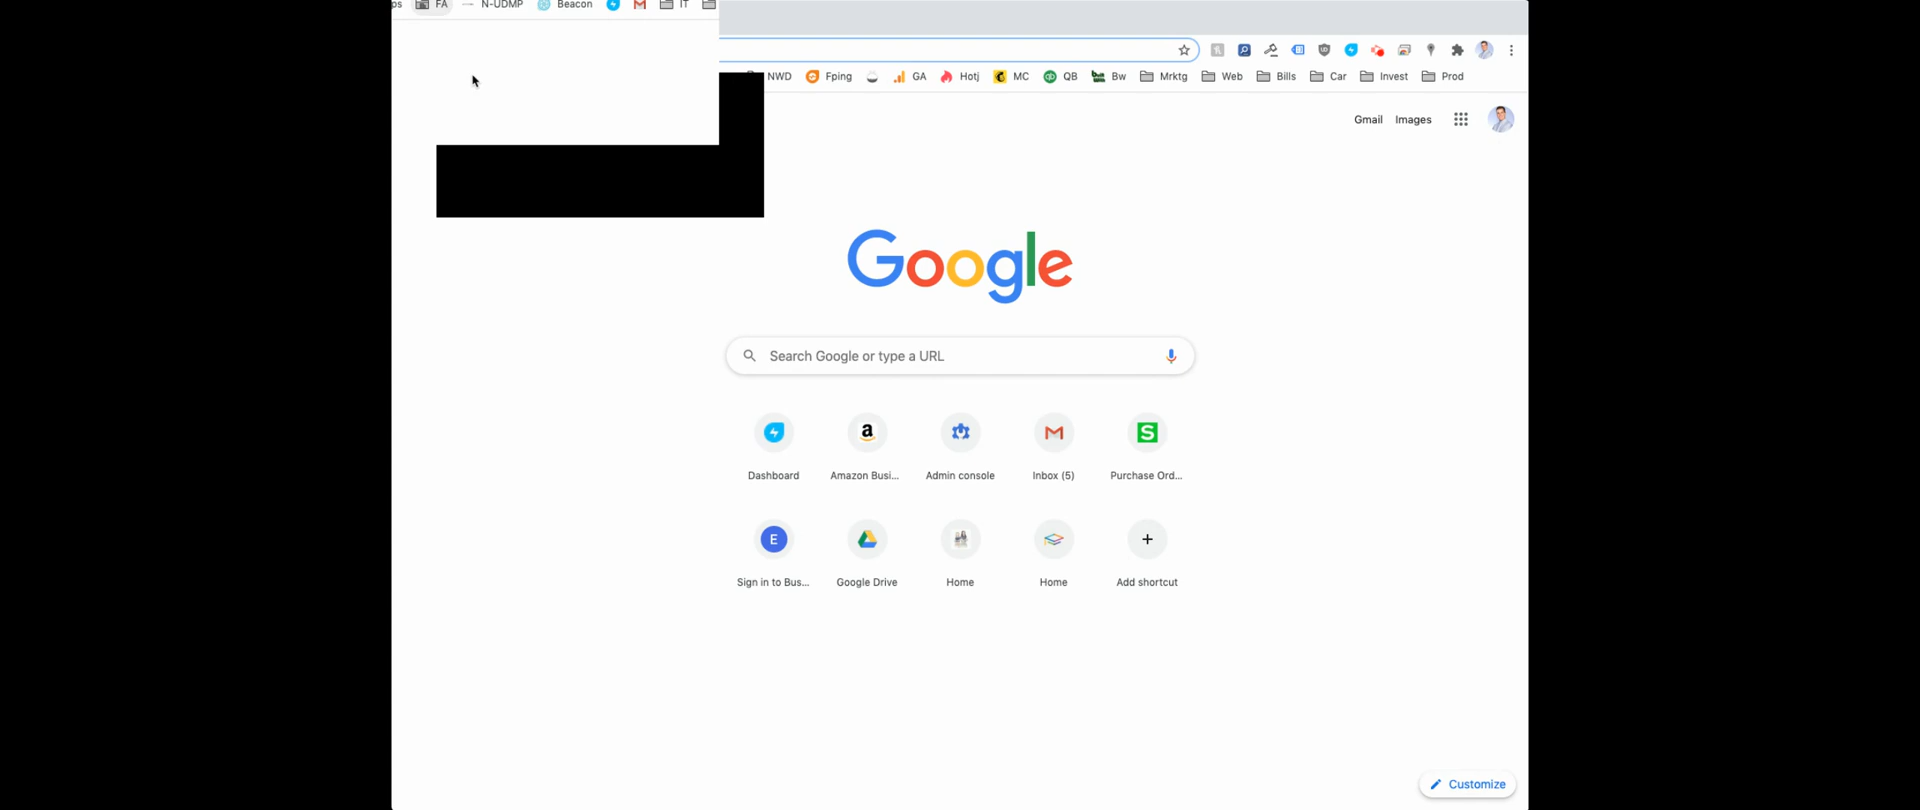 ps FA N-UDMP Beacon IT
NWD Fping GA Hotj MC QB Bw Mrktg Web Bills Car Invest Prod
Gmail Images
Google
Search Google or type a URL
a S
Dashboard Amazon Busi... Admin console Inbox (5) Purchase Ord...
E
Sign in to Bus... Google Drive Home Home Add shortcut
Customize